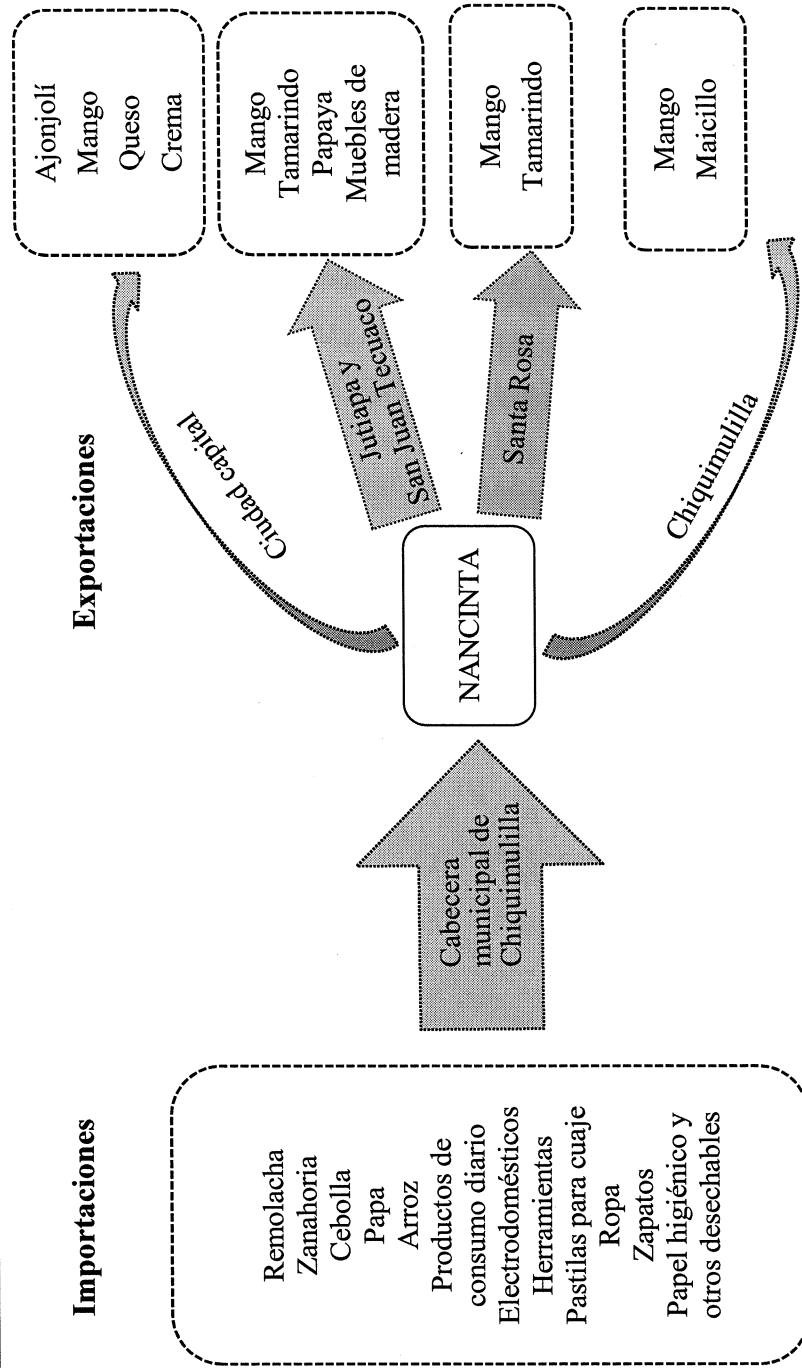 Importaciones
Remolacha
Zanahoria
Cebolla
Papa
Arroz
Productos de
consumo diario
Electrodomésticos
Herramientas
Pastilas para cuaje
Ropa
Zapatos
Papel higiénico y
otros desechables
Cabecera
municipal de
Chiquimulilla
NANCINTA
Exportaciones
Ciudad capital
Jutiapa y
San Juan Tecuaco
Santa Rosa
Chiquimulilla
Ajonjolí
Mango
Queso
Crema
Mango
Tamarindo
Papaya
Muebles de
madera
Mango
Tamarindo
Mango
Maicillo